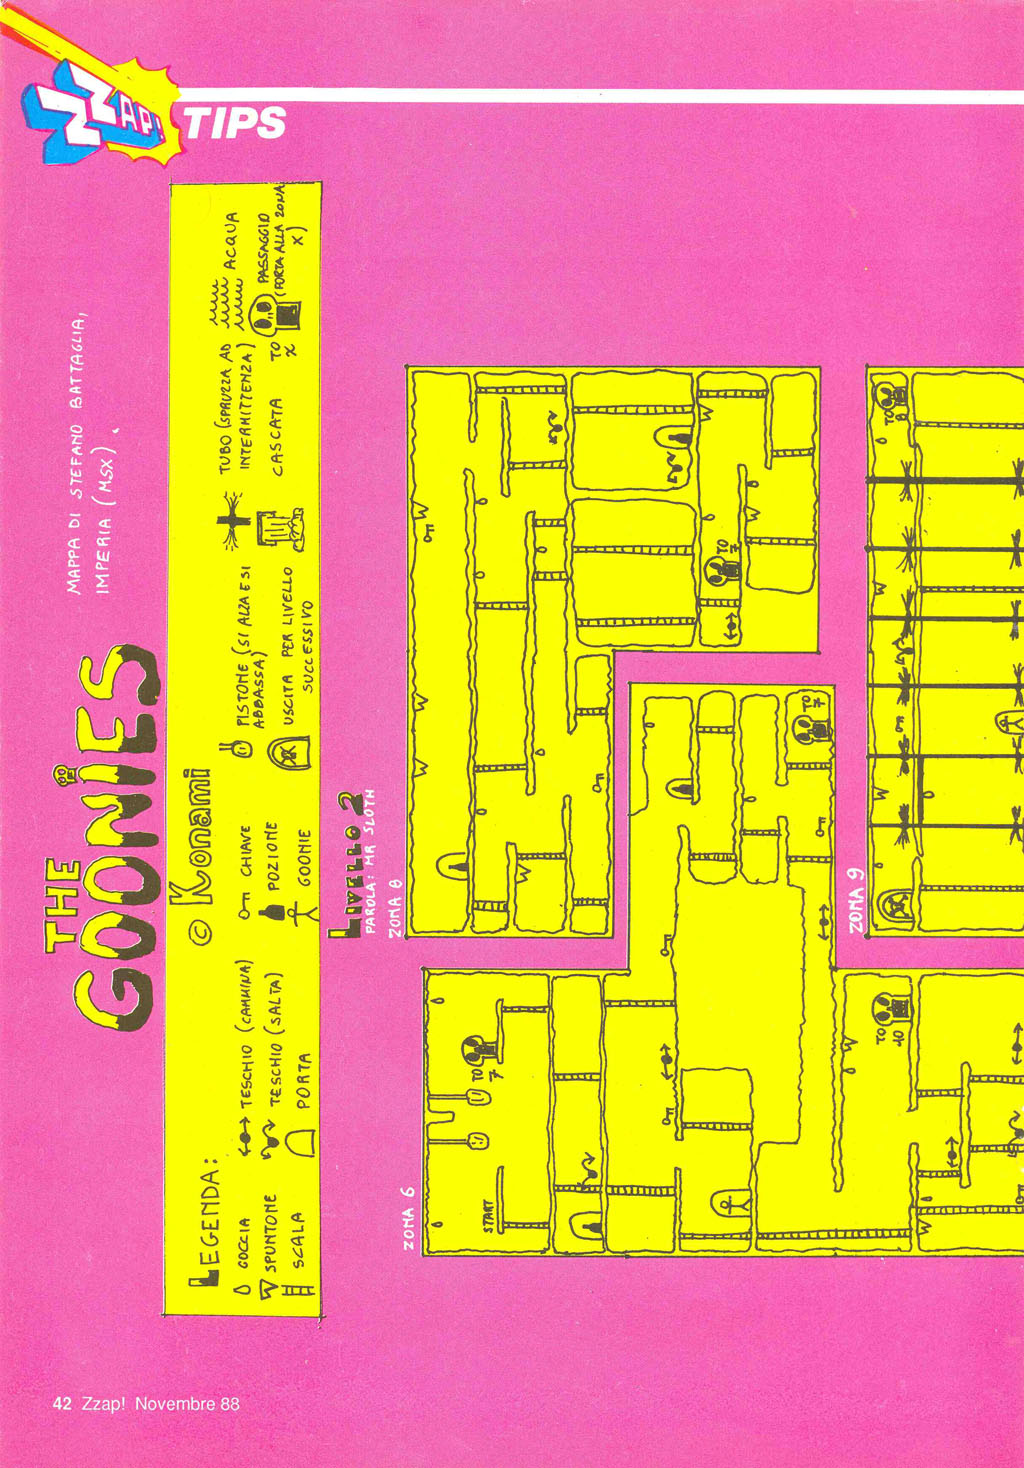 ZZAP!
TIPS
MAPPA DI STEFANO BATTAGLIA,
IMPERIA (MSX)
THE
GOONIES
© Konami
LEGENDA:
GOCCIA
SPUNTONE
SCALA
TESCHIO (CAMMINA)
TESCHIO (SALTA)
PORTA
CHIAVE
POZIONE
GOONIE
PISTONE (SI ALZA E SI
ABBASSA)
USCITA PER LIVELLO
SUCCESSIVO
TUBO (SPRUZZA AD
INTERMITTENZA)
CASCATA
ACQUA
TO
X
PASSAGGIO
(PORTA ALLA ZONA
X)
LIVELLO 2
PAROLA: MR SLOTH
ZONA 8
TO
7
ZONA 6
START
TO
7
TO
7
TO
10
ZONA 9
TO
8
42 Zzap! Novembre 88